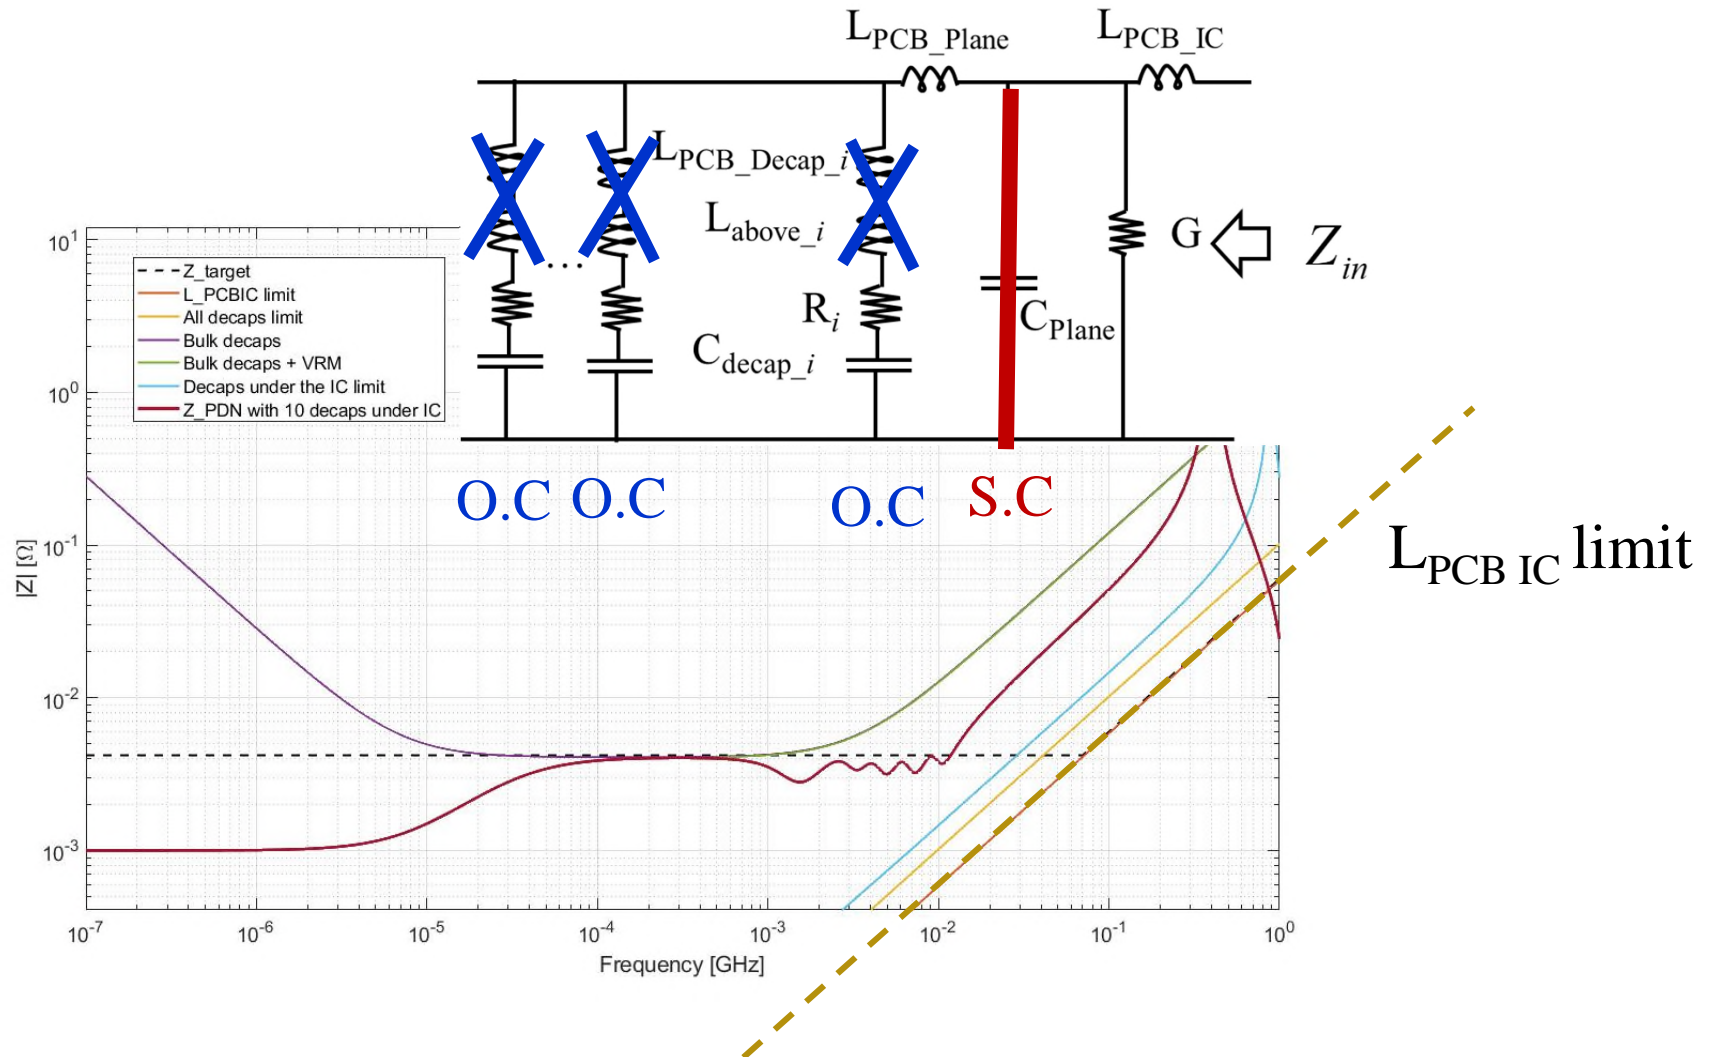 L_PCB_Plane L_PCB_IC
L_PCB_Decap_i
L_above_i
G
Z_in
...
R_i
C_Plane
C_decap_i
O.C O.C O.C S.C
L_PCB IC limit
10^1
10^0
10^-1
10^-2
10^-3
|Z| [Ω]
Z_target
L_PCBIC limit
All decaps limit
Bulk decaps
Bulk decaps + VRM
Decaps under the IC limit
Z_PDN with 10 decaps under IC
10^-7 10^-6 10^-5 10^-4 10^-3 10^-2 10^-1 10^0
Frequency [GHz]